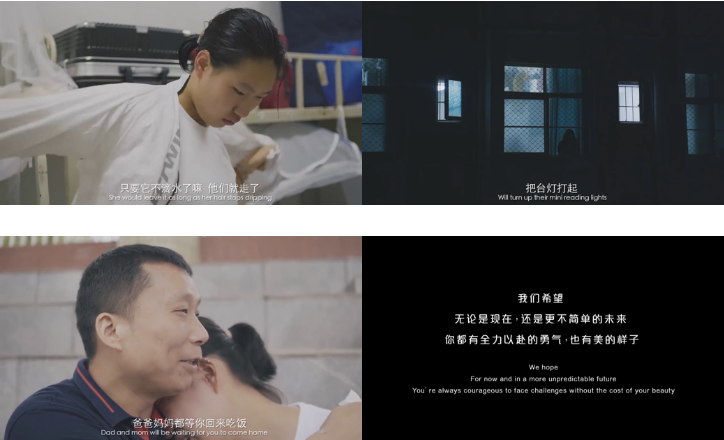 只要它不滴水了嘛 他们就走了
She would leave it as long as her hair stops dripping
把台灯打起
Will turn up their mini reading lights
爸爸妈妈都等你回来吃饭
Dad and mom will be waiting for you to come home
我们希望
无论是现在,还是更不简单的未来
你都有全力以赴的勇气,也有美的样子
We hope
For now and in a more unpredictable future
You're always courageous to face challenges without the cost of your beauty